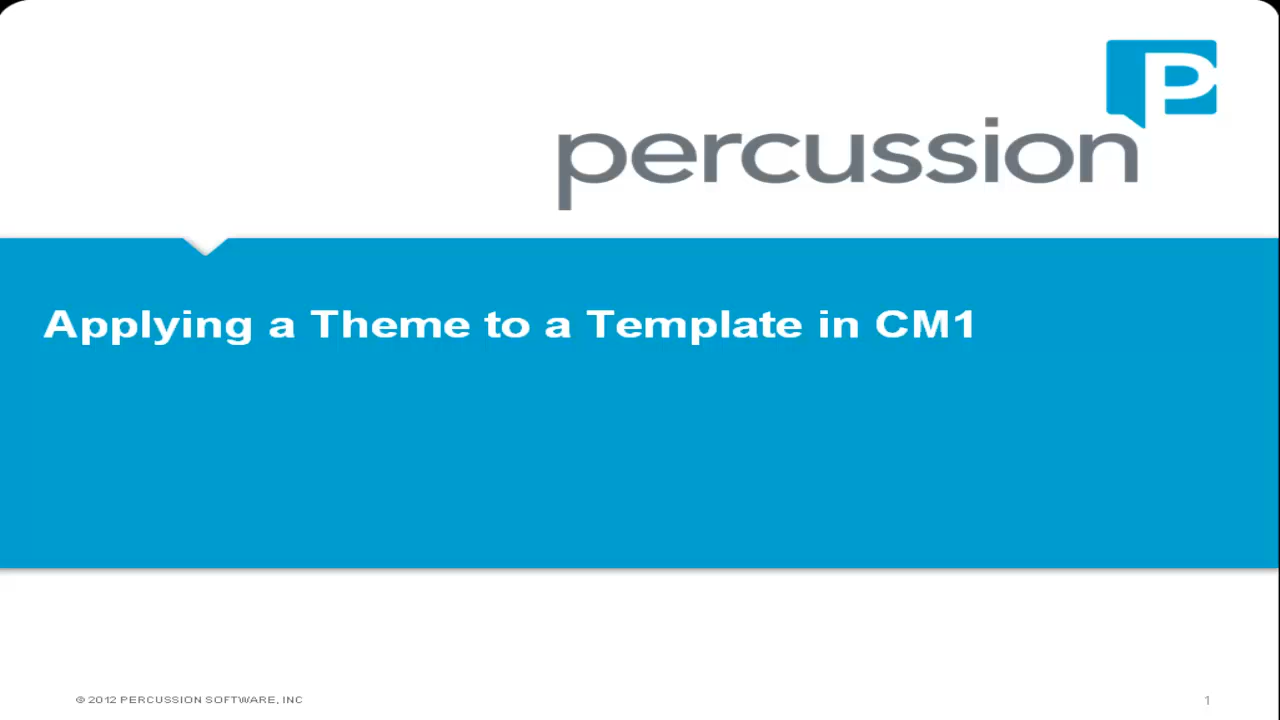 P
percussion
Applying a Theme to a Template in CM1
© 2012 PERCUSSION SOFTWARE, INC
1